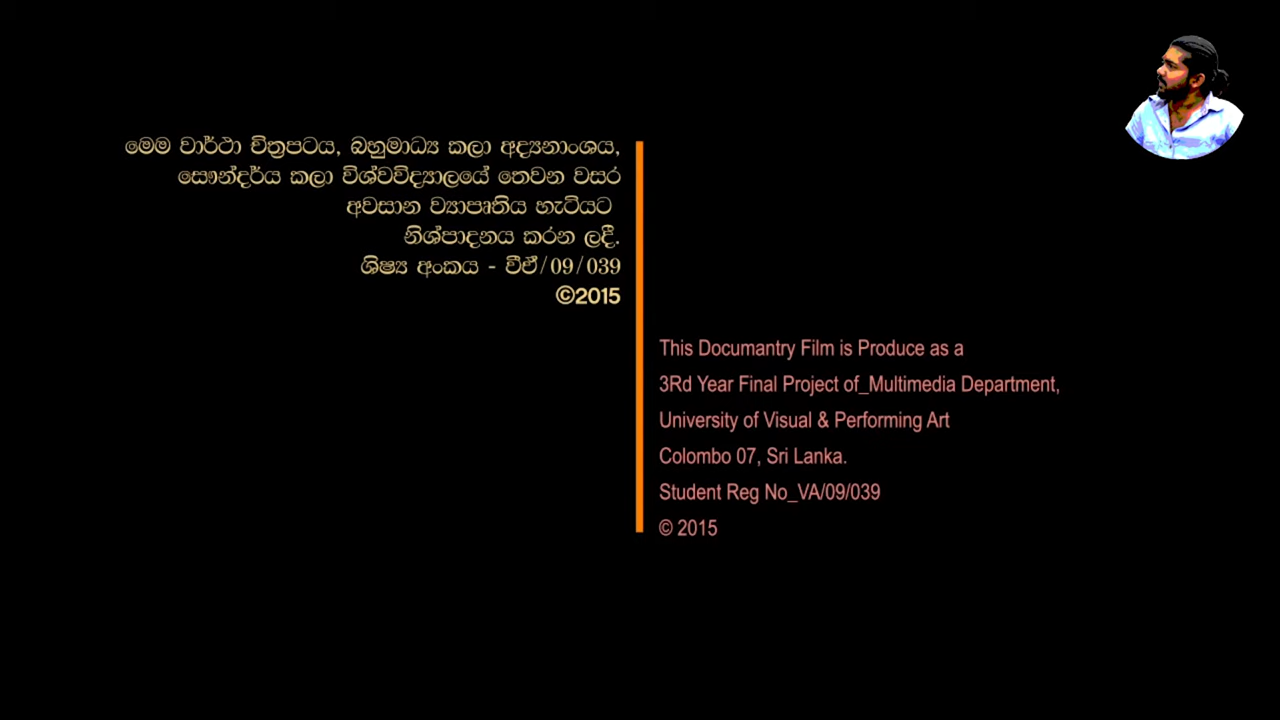 මෙම වාර්ථා චිත්‍රපටය, බහුමාධ්‍ය කලා අද්‍යනාංශය,
සෞන්දර්ය කලා විශ්වවිද්‍යාලයේ තෙවන වසර
අවසාන ව්‍යාපෘතිය හැටියට
නිශ්පාදනය කරන ලදී.
ශිෂ්‍ය අංකය - වීඒ/09/039
©2015
This Documantry Film is Produce as a
3Rd Year Final Project of_Multimedia Department,
University of Visual & Performing Art
Colombo 07, Sri Lanka.
Student Reg No_VA/09/039
© 2015